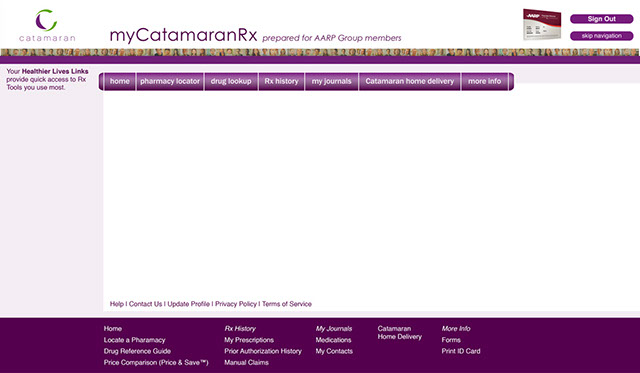 catamaran
myCatamaranRx prepared for AARP Group members
AARP
Sign Out
skip navigation
Your Healthier Lives Links
provide quick access to Rx
Tools you use most.
home pharmacy locator drug lookup Rx history my journals Catamaran home delivery more info
Help | Contact Us | Update Profile | Privacy Policy | Terms of Service
Home Rx History My Journals Catamaran More Info
Home Delivery
Locate a Pharamacy My Prescriptions Medications Forms
Drug Reference Guide Prior Authorization History My Contacts Print ID Card
Price Comparison (Price & Save™) Manual Claims